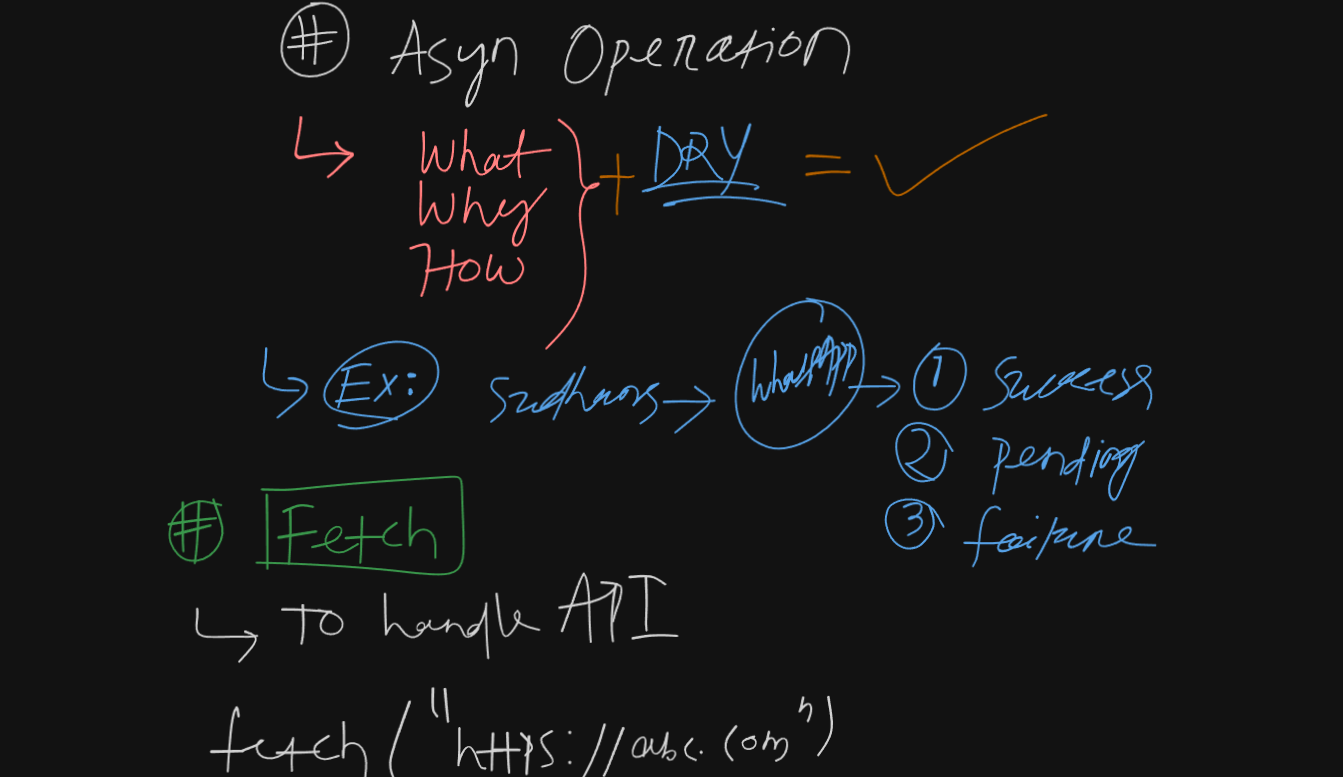 # Asyn Operation
What
Why
How
+ DRY = ✓
Ex: Sudhans → WhatsApp → ① Success
② pending
③ failure
# Fetch
To handle API
fetch("https://abc.com")